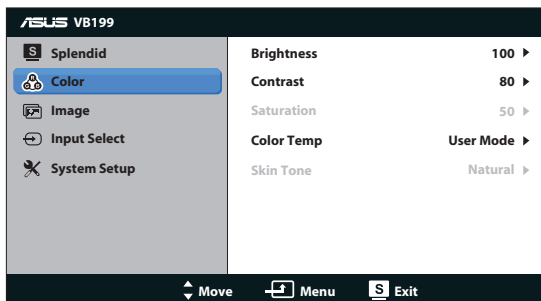 ASUS VB199
S Splendid
Color
Image
Input Select
System Setup
Brightness 100
Contrast 80
Saturation 50
Color Temp User Mode
Skin Tone Natural
Move Menu S Exit